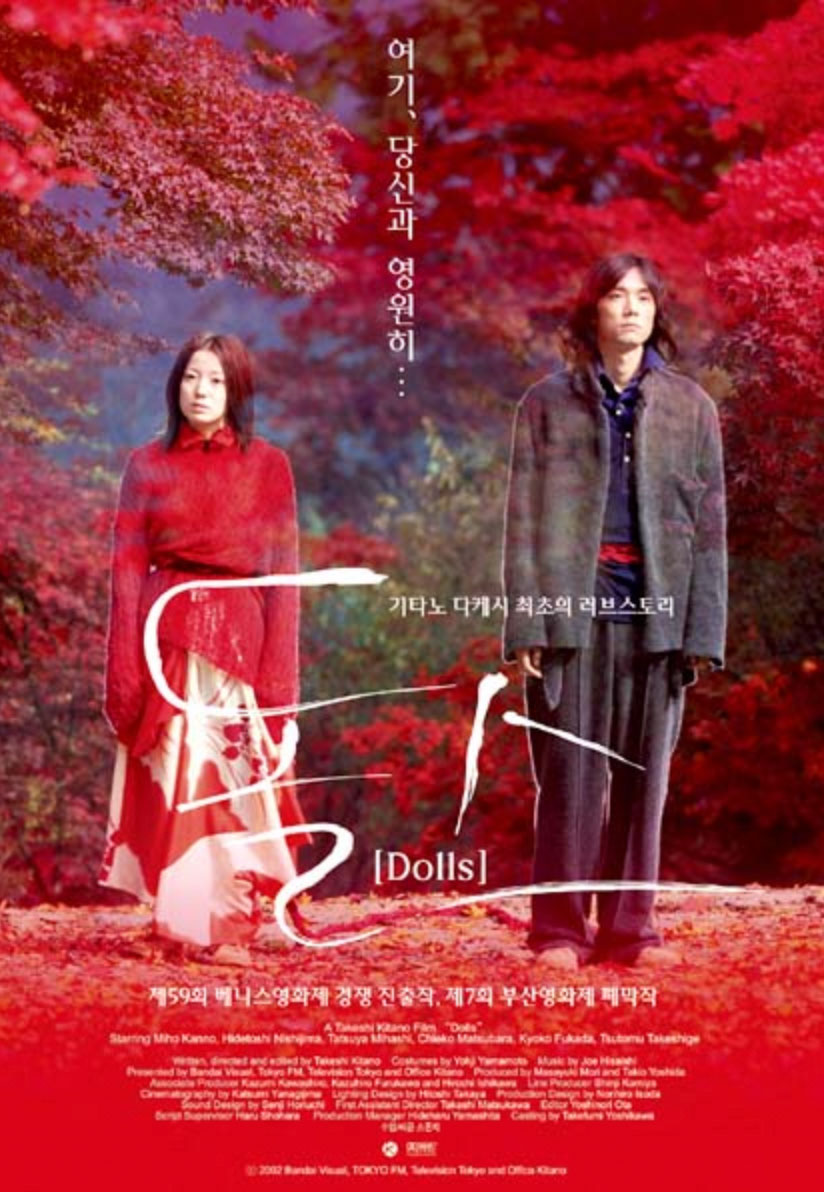 여기, 당신과 영원히...
기타노 다케시 최초의 러브스토리
돌스
[Dolls]
제59회 베니스영화제 경쟁 진출작, 제7회 부산영화제 폐막작
A Takeshi Kitano Film "Dolls"
Starring Miho Kanno, Hidetoshi Nishijima, Tatsuya Mihashi, Chieko Matsubara, Kyoko Fukada, Tsutomu Takeshige
Written, directed and edited by Takeshi Kitano Costumes by Yohji Yamamoto Music by Joe Hisaishi
Presented by Bandai Visual, Tokyo FM, Television Tokyo and Office Kitano Produced by Masayuki Mori and Takio Yoshida
Associate Producer Kazumi Kawashiro, Kazuhiro Furukawa and Hiroshi Ishikawa Line Producer Shinji Komiya
Cinematography by Katsumi Yanagijima Lighting Design by Hitoshi Takaya Production Design by Norihiro Isoda
Sound Design by Senji Horiuchi First Assistant Director Takashi Matsukawa Editor Yoshinori Ota
Script Supervisor Haru Shohara Production Manager Hideharu Yamashita Casting by Takefumi Yoshikawa
ⓒ 2002 Bandai Visual, TOKYO FM, Television Tokyo and Office Kitano